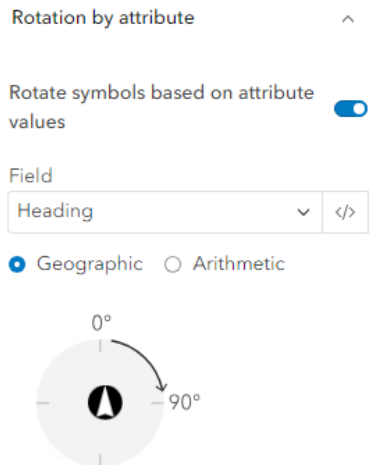 Rotation by attribute
Rotate symbols based on attribute
values
Field
Heading
</>
Geographic Arithmetic
0°
90°